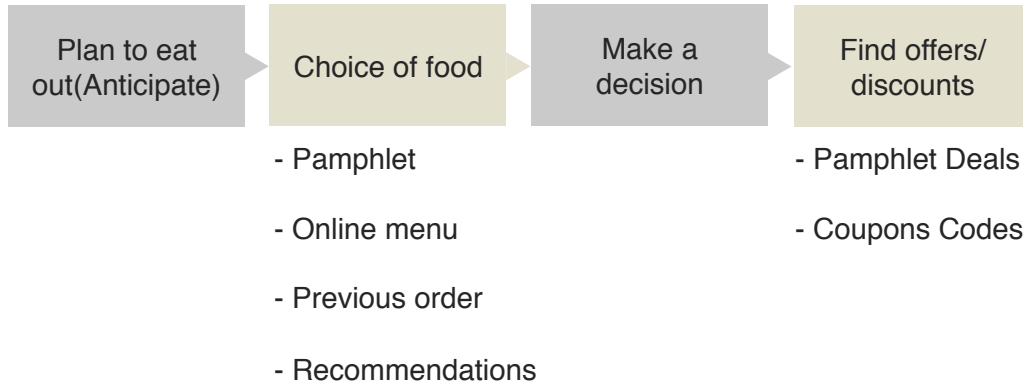 Plan to eat
out(Anticipate)
Choice of food
Make a
decision
Find offers/
discounts
- Pamphlet
- Online menu
- Previous order
- Recommendations
- Pamphlet Deals
- Coupons Codes